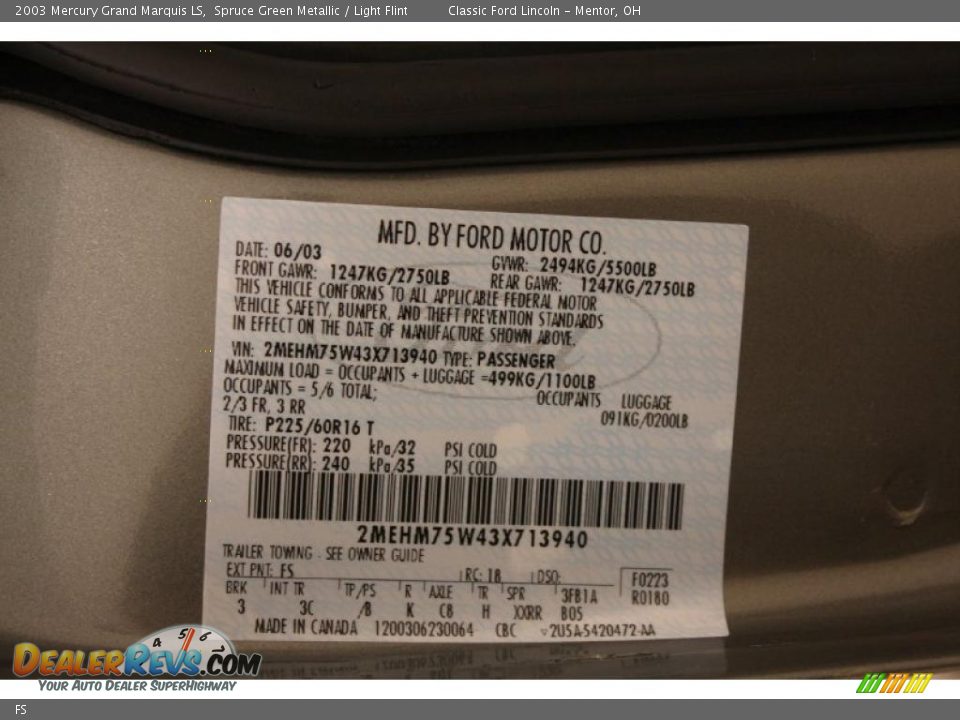 2003 Mercury Grand Marquis LS, Spruce Green Metallic / Light Flint Classic Ford Lincoln - Mentor, OH
MFD. BY FORD MOTOR CO.
DATE: 06/03 GVWR: 2494KG/5500LB
FRONT GAWR: 1247KG/2750LB REAR GAWR: 1247KG/2750LB
THIS VEHICLE CONFORMS TO ALL APPLICABLE FEDERAL MOTOR
VEHICLE SAFETY, BUMPER, AND THEFT PREVENTION STANDARDS
IN EFFECT ON THE DATE OF MANUFACTURE SHOWN ABOVE.
VIN: 2MEHM75W43X713940 TYPE: PASSENGER
MAXIMUM LOAD = OCCUPANTS + LUGGAGE =499KG/1100LB
OCCUPANTS = 5/6 TOTAL; OCCUPANTS LUGGAGE
2/3 FR, 3 RR 091KG/0200LB
TIRE: P225/60R16 T
PRESSURE(FR): 220 kPa/32 PSI COLD
PRESSURE(RR): 240 kPa/35 PSI COLD
2MEHM75W43X713940
TRAILER TOWING - SEE OWNER GUIDE
EXT PNT: FS RC: 18 DSO: F0223
BRK INT TR TP/PS R AXLE TR SPR 3FB1A R0180
3 3C /B K C8 H XXRR B05
MADE IN CANADA 1200306230064 CBC 2U5A-5420472-AA
4 5 6
DEALERREVS.COM
YOUR AUTO DEALER SUPERHIGHWAY
FS